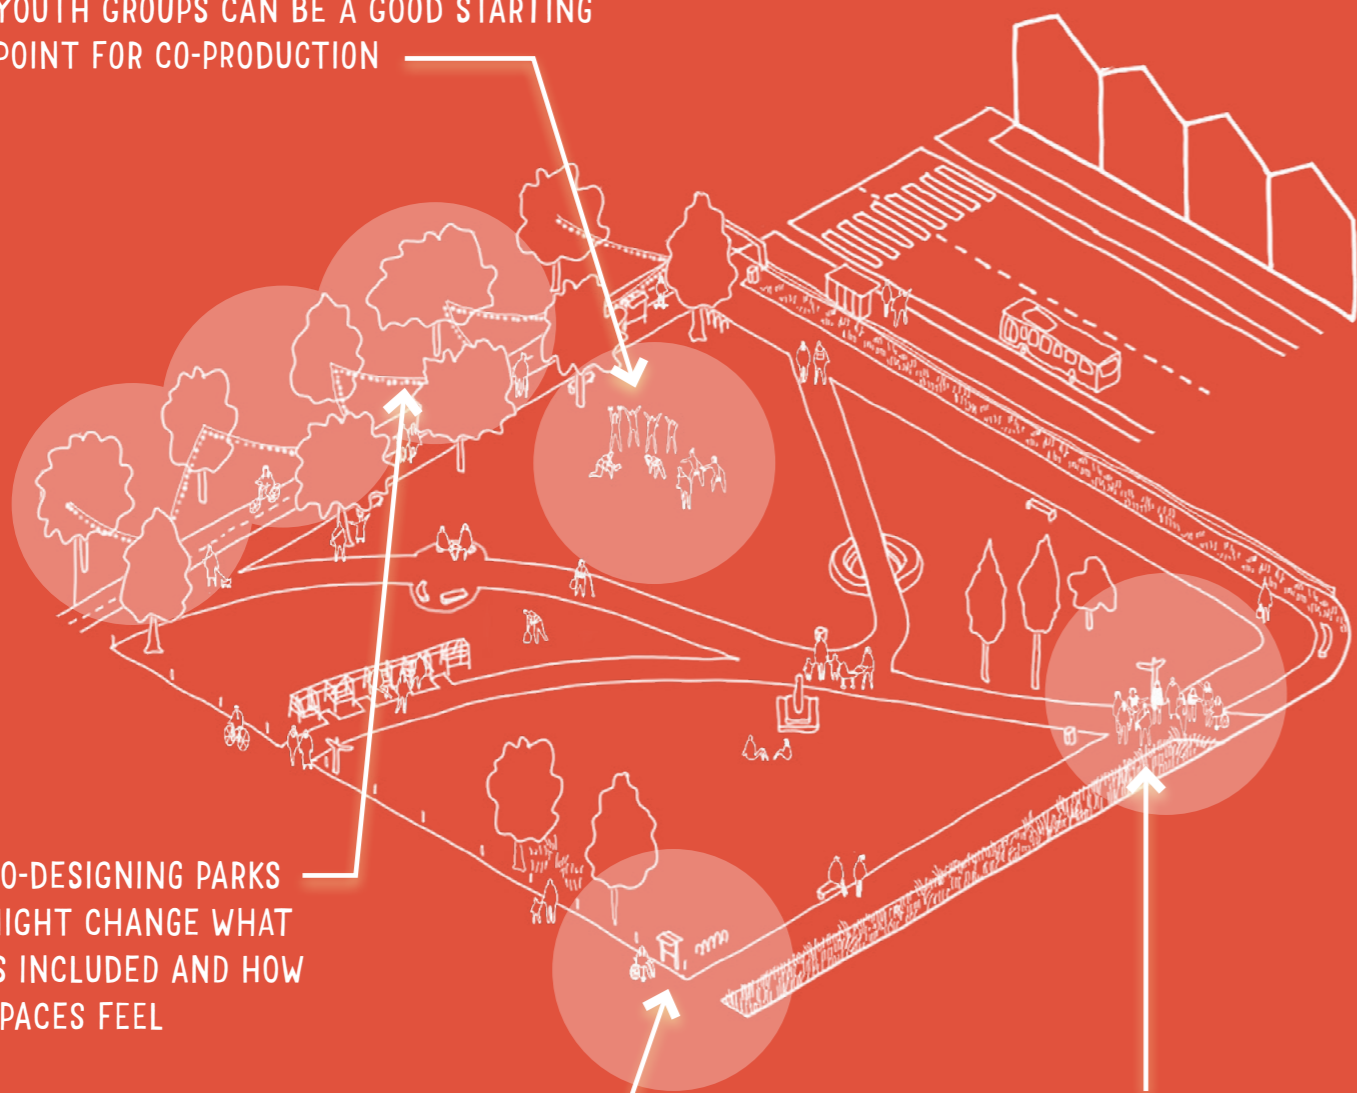 YOUTH GROUPS CAN BE A GOOD STARTING
POINT FOR CO-PRODUCTION
O-DESIGNING PARKS
IGHT CHANGE WHAT
S INCLUDED AND HOW
PACES FEEL